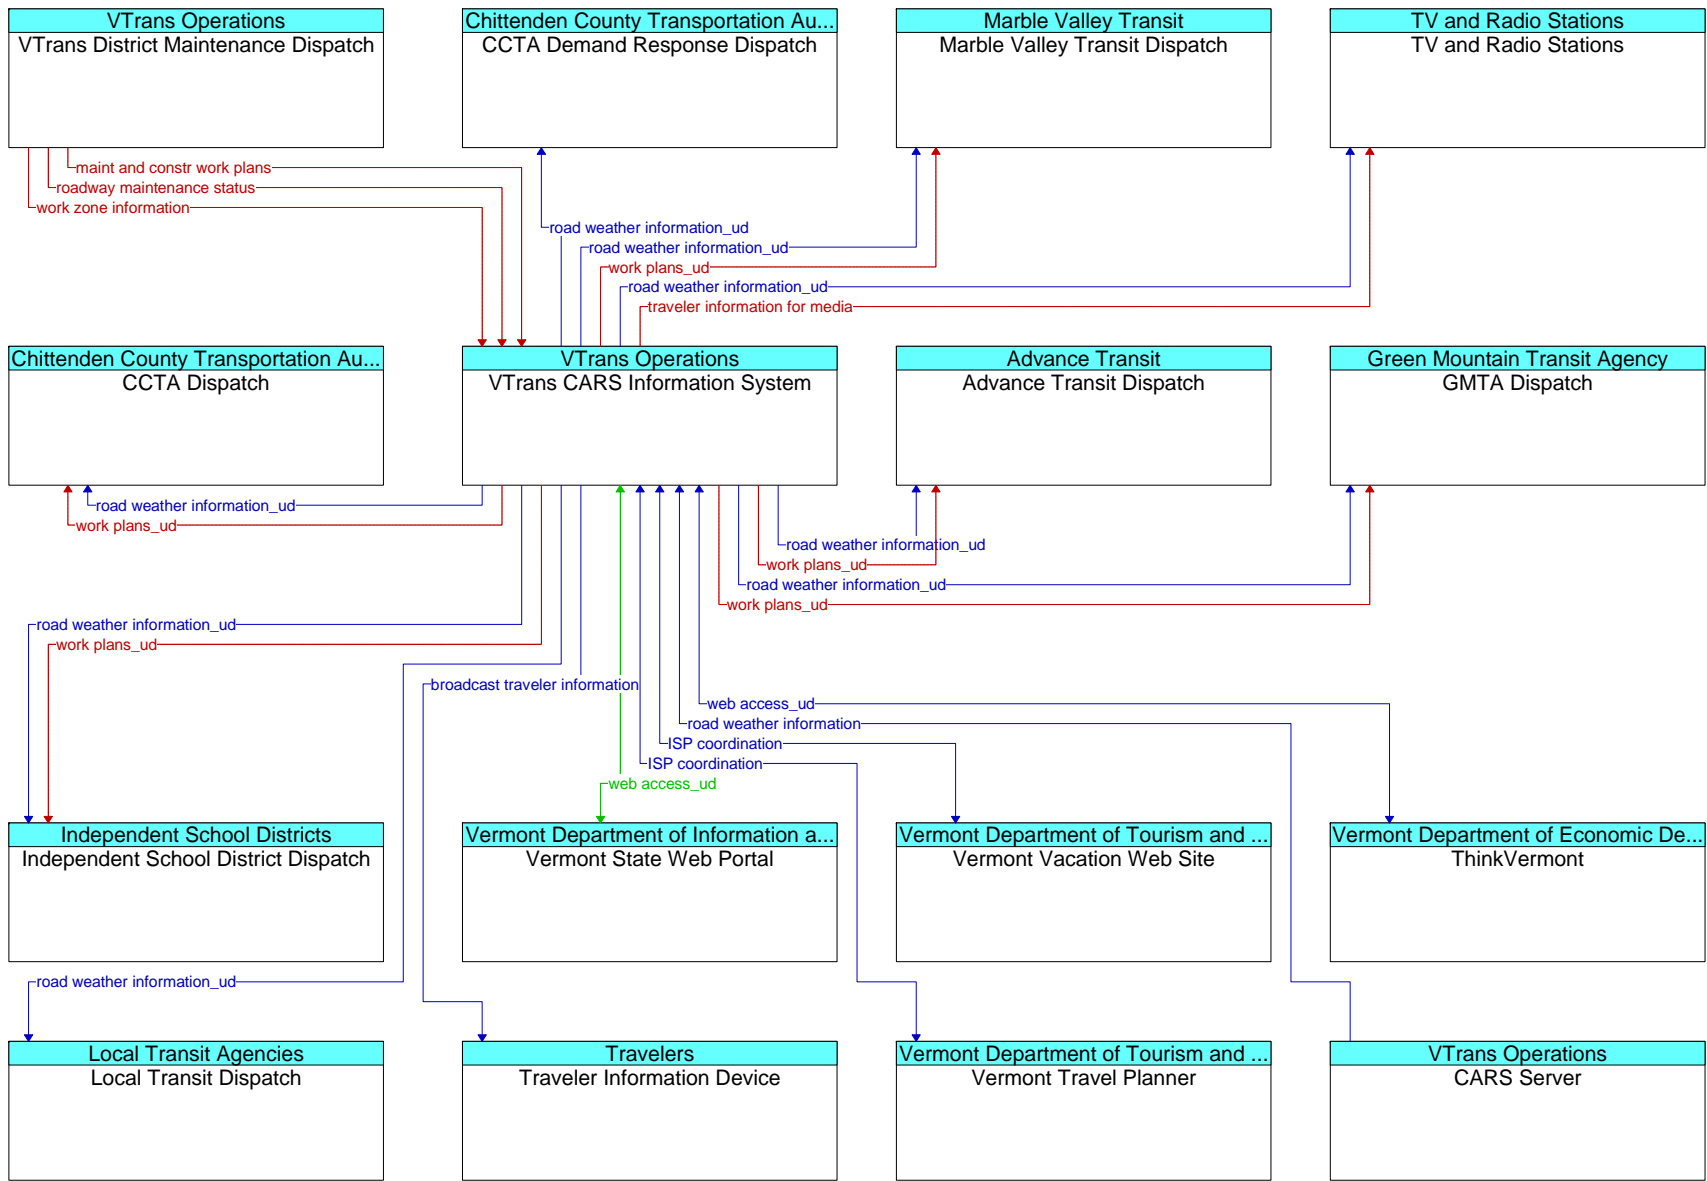 VTrans Operations
VTrans District Maintenance Dispatch
Chittenden County Transportation Au...
CCTA Demand Response Dispatch
Marble Valley Transit
Marble Valley Transit Dispatch
TV and Radio Stations
TV and Radio Stations
maint and constr work plans
roadway maintenance status
work zone information
road weather information_ud
road weather information_ud
work plans_ud
road weather information_ud
traveler information for media
Chittenden County Transportation Au...
CCTA Dispatch
VTrans Operations
VTrans CARS Information System
Advance Transit
Advance Transit Dispatch
Green Mountain Transit Agency
GMTA Dispatch
road weather information_ud
work plans_ud
road weather information_ud
work plans_ud
road weather information_ud
work plans_ud
road weather information_ud
work plans_ud
broadcast traveler information
web access_ud
road weather information
ISP coordination
ISP coordination
web access_ud
Independent School Districts
Independent School District Dispatch
Vermont Department of Information a...
Vermont State Web Portal
Vermont Department of Tourism and ...
Vermont Vacation Web Site
Vermont Department of Economic De...
ThinkVermont
road weather information_ud
Local Transit Agencies
Local Transit Dispatch
Travelers
Traveler Information Device
Vermont Department of Tourism and ...
Vermont Travel Planner
VTrans Operations
CARS Server